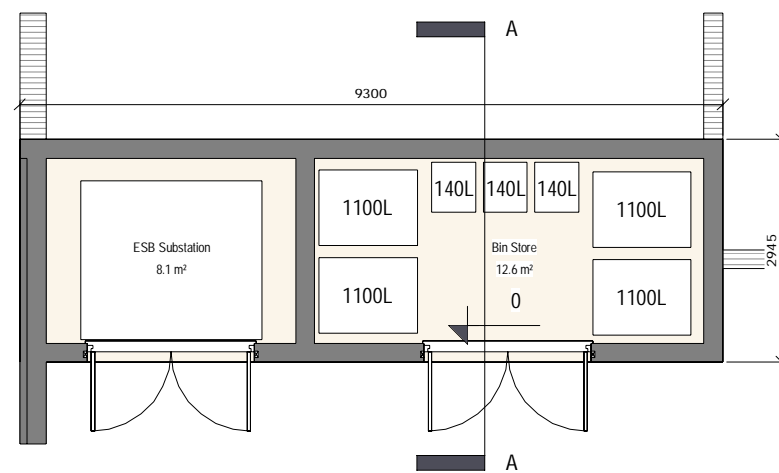 A
9300
140L 140L 140L
1100L
1100L
ESB Substation
8.1 m²
Bin Store
12.6 m²
2945
1100L
1100L
0
A